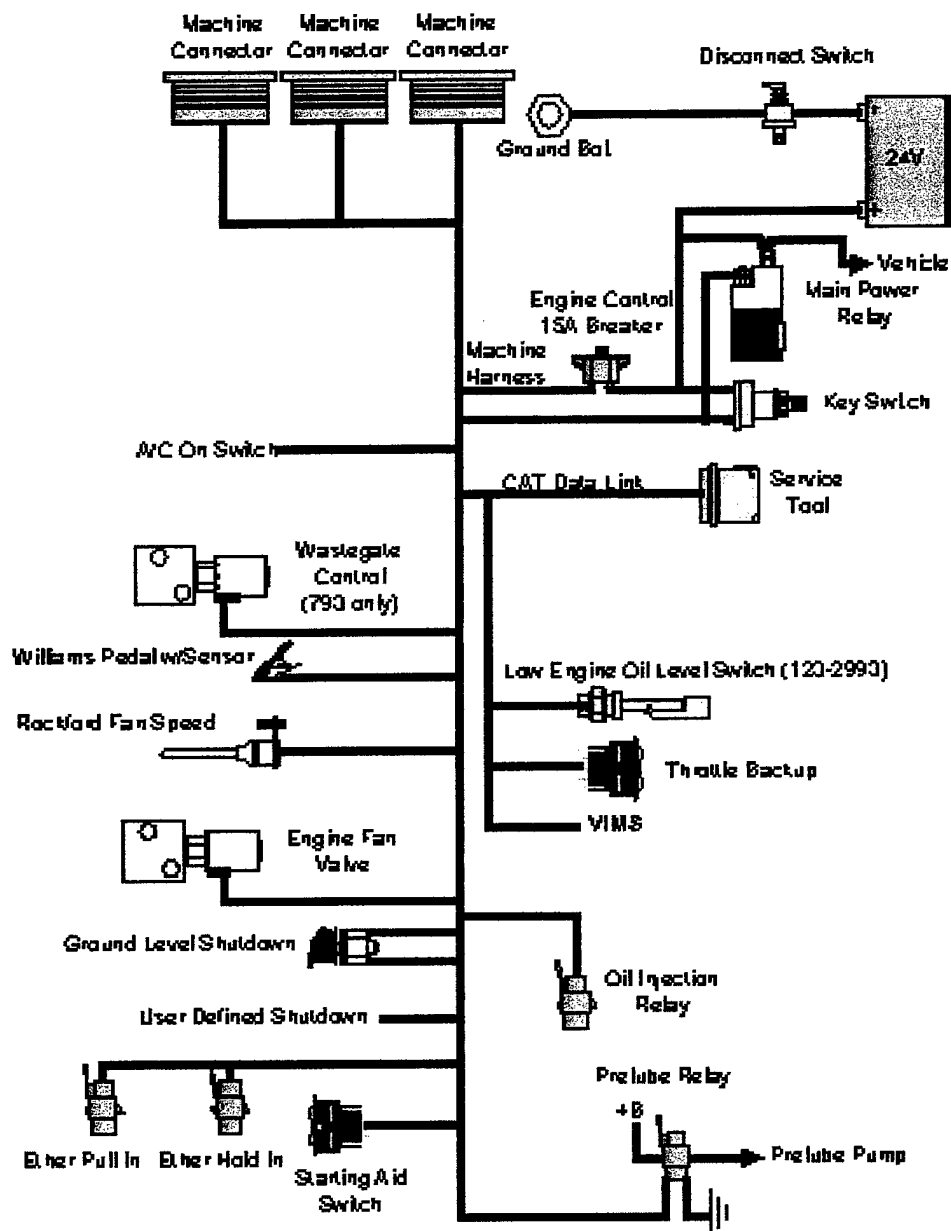 Machine
Connector
Machine
Connector
Machine
Connector
Disconnect Switch
Ground Bolt
24V
+
Vehicle
Main Power
Relay
Engine Control
15A Breaker
Machine
Harness
Key Switch
A/C On Switch
CAT Data Link
Service
Tool
Wastegate
Control
(793 only)
Williams Pedal w/Sensor
Low Engine Oil Level Switch (123-2993)
Rockford Fan Speed
Throttle Backup
VIMS
Engine Fan
Valve
Ground Level Shutdown
Oil Injection
Relay
User Defined Shutdown
Prelube Relay
+B
Ether Pull In
Ether Hold In
Starting Aid
Switch
Prelube Pump